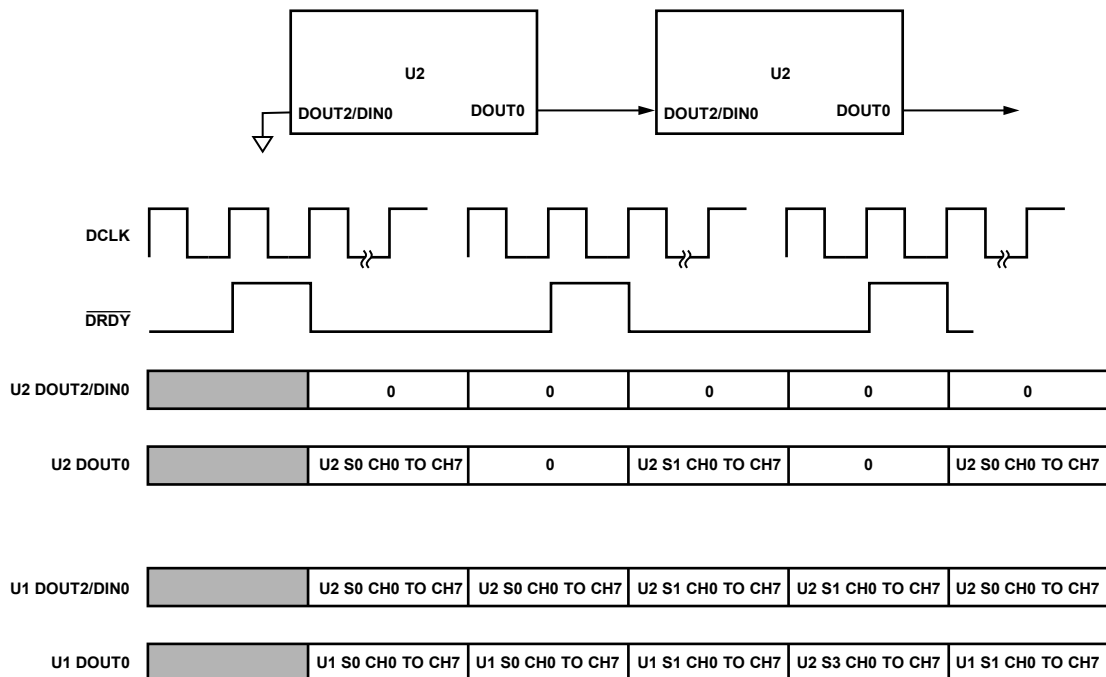 U2 U2
DOUT2/DIN0 DOUT0 DOUT2/DIN0 DOUT0
DCLK
DRDY
U2 DOUT2/DIN0 0 0 0 0 0
U2 DOUT0 U2 S0 CH0 TO CH7 0 U2 S1 CH0 TO CH7 0 U2 S0 CH0 TO CH7
U1 DOUT2/DIN0 U2 S0 CH0 TO CH7 U2 S0 CH0 TO CH7 U2 S1 CH0 TO CH7 U2 S1 CH0 TO CH7 U2 S0 CH0 TO CH7
U1 DOUT0 U1 S0 CH0 TO CH7 U1 S0 CH0 TO CH7 U1 S1 CH0 TO CH7 U2 S3 CH0 TO CH7 U1 S1 CH0 TO CH7